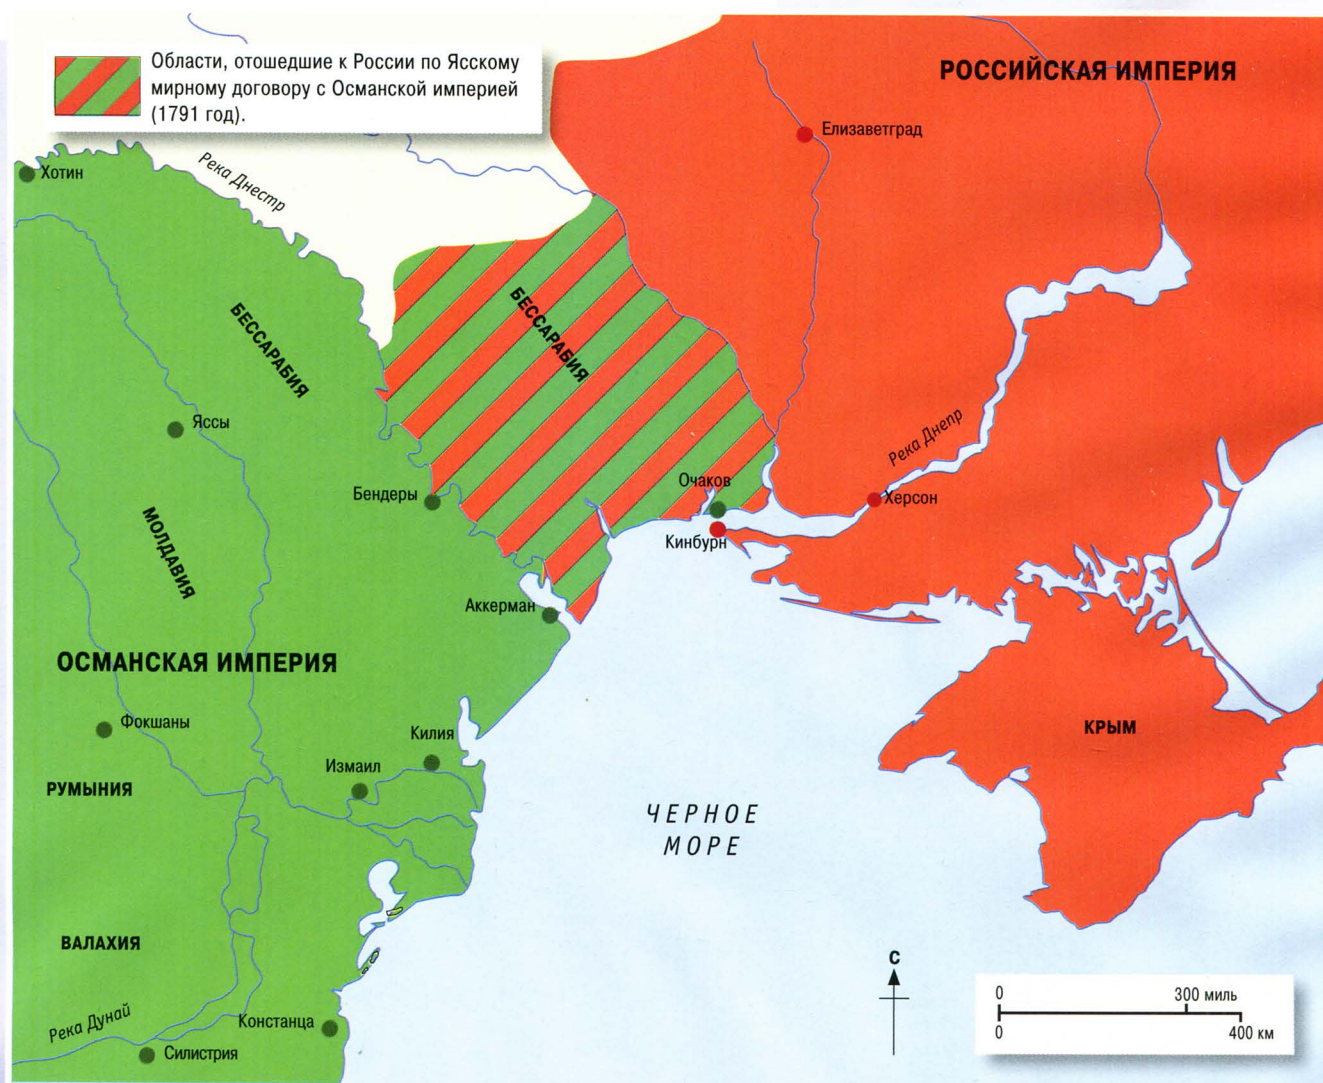 Области, отошедшие к России по Ясскому
мирному договору с Османской империей
(1791 год).
РОССИЙСКАЯ ИМПЕРИЯ
Елизаветград
Хотин
Река Днестр
БЕССАРАБИЯ
БЕССАРАБИЯ
Яссы
Река Днепр
Бендеры
Очаков
Херсон
Кинбурн
МОЛДАВИЯ
Аккерман
ОСМАНСКАЯ ИМПЕРИЯ
Фокшаны
Килия
КРЫМ
Измаил
РУМЫНИЯ
ЧЕРНОЕ
МОРЕ
ВАЛАХИЯ
С
Река Дунай
Констанца
Силистрия
0 300 миль
0 400 км